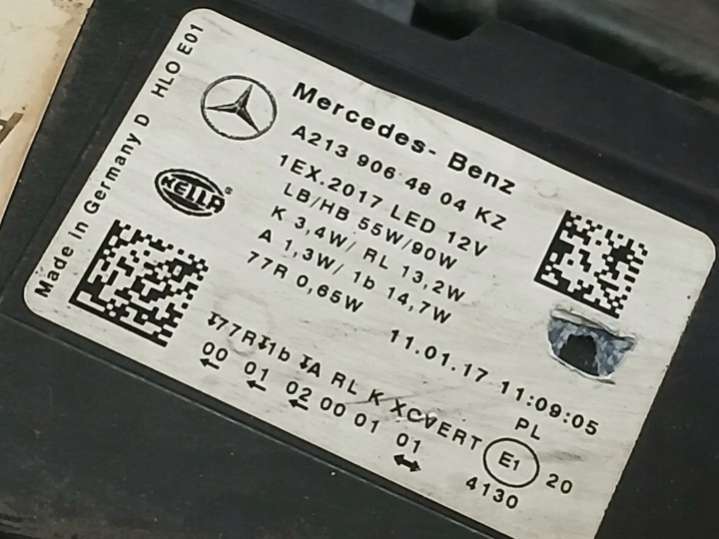 Made in Germany D HLO E01
Mercedes-Benz
A213 906 48 04 KZ
HELLA ®
1EX.2017 LED 12V
LB/HB 55W/90W
K 3,4W/ RL 13,2W
A 1,3W/ 1b 14,7W
77R 0,65W
11.01.17 11:09:05
PL
↓77R↓1b ↓A RL K XCVERT E1 20
00 01 02 00 01 01 4130
← ← ← ↔